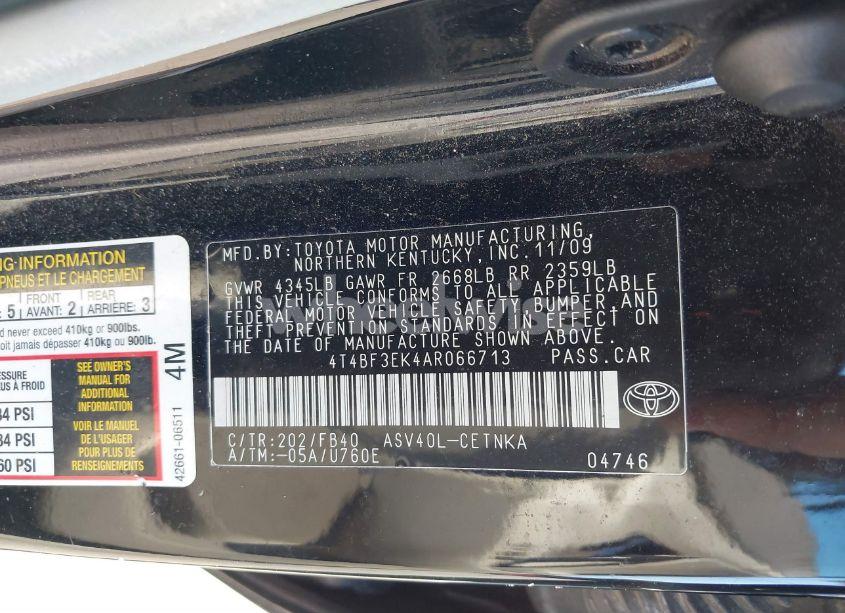 MFD.BY:TOYOTA MOTOR MANUFACTURING,
NORTHERN KENTUCKY, INC. 11/09
GVWR 4345LB GAWR FR 2668LB RR 2359LB
THIS VEHICLE CONFORMS TO ALL APPLICABLE
FEDERAL MOTOR VEHICLE SAFETY, BUMPER AND
THEFT PREVENTION STANDARDS IN EFFECT
ON THE DATE OF MANUFACTURE SHOWN ABOVE.
4T4BF3EK4AR066713 PASS.CAR
C/TR:202/FB40 ASV40L-CETNKA
A/TM:-05A/U760E 04746
NG INFORMATION
PNEUS ET LE CHARGEMENT
: 5 FRONT AVANT: 2 REAR ARRIERE: 3
d never exceed 410kg or 900lbs.
oit jamais dépasser 410kg ou 900lb.
ESSURE
US À FROID
34 PSI
34 PSI
60 PSI
SEE OWNER'S
MANUAL FOR
ADDITIONAL
INFORMATION
VOIR LE MANUEL
DE L'USAGER
POUR PLUS DE
RENSEIGNEMENTS
4M
42661-06511